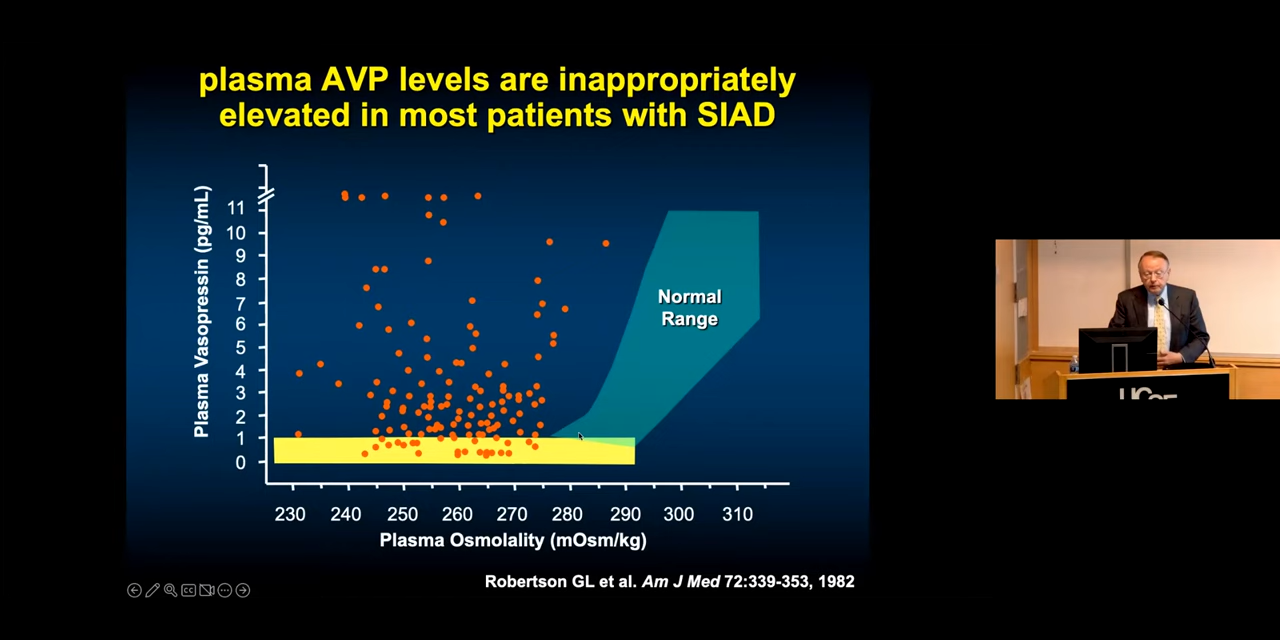 plasma AVP levels are inappropriately
elevated in most patients with SIAD
Plasma Vasopressin (pg/mL)
11
10
9
8
7
6
5
4
3
2
1
0
Normal
Range
230 240 250 260 270 280 290 300 310
Plasma Osmolality (mOsm/kg)
Robertson GL et al. Am J Med 72:339-353, 1982
CC